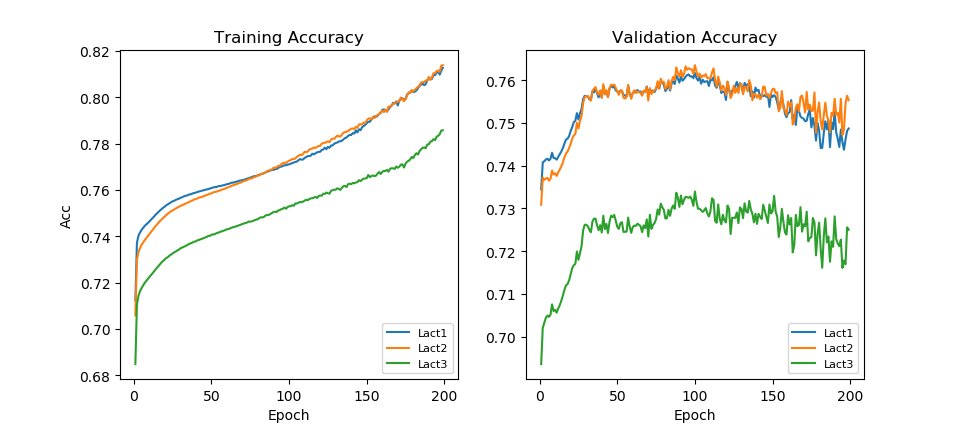 Training Accuracy
Acc
0.82
0.80
0.78
0.76
0.74
0.72
0.70
0.68
0
50
100
150
200
Epoch
Lact1
Lact2
Lact3
Validation Accuracy
0.76
0.75
0.74
0.73
0.72
0.71
0.70
0
50
100
150
200
Epoch
Lact1
Lact2
Lact3